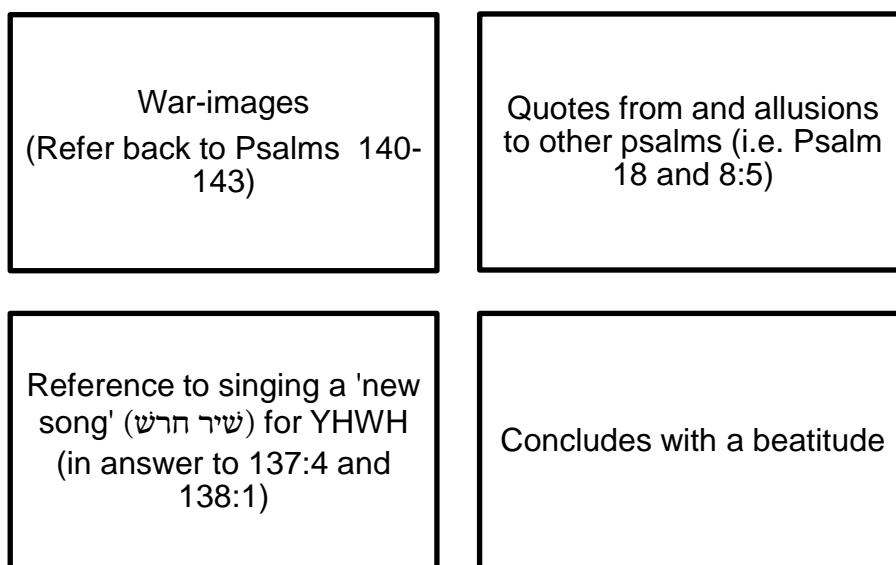 War-images
(Refer back to Psalms 140-
143)
Quotes from and allusions
to other psalms (i.e. Psalm
18 and 8:5)
Reference to singing a 'new
song' (שׁיר חרשׁ) for YHWH
(in answer to 137:4 and
138:1)
Concludes with a beatitude